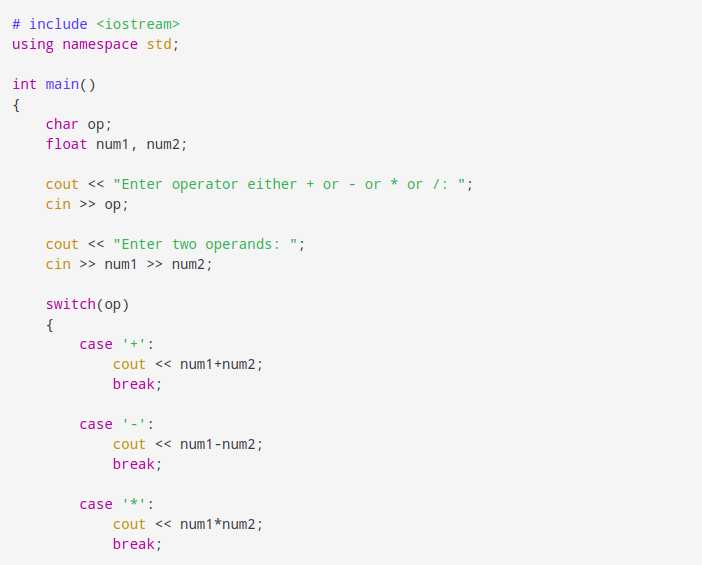 # include <iostream>
using namespace std;

int main()
{
    char op;
    float num1, num2;

    cout << "Enter operator either + or - or * or /: ";
    cin >> op;

    cout << "Enter two operands: ";
    cin >> num1 >> num2;

    switch(op)
    {
        case '+':
            cout << num1+num2;
            break;

        case '-':
            cout << num1-num2;
            break;

        case '*':
            cout << num1*num2;
            break;